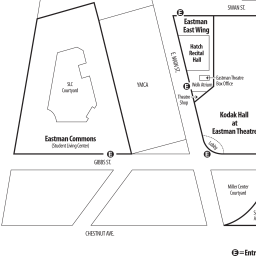 SWAN ST.
E
Eastman
East Wing
Hatch
Recital
Hall
E. MAIN ST.
Eastman Theatre
Box Office
E
Wolk Atrium
Theatre
Shop
SLC
Courtyard
YMCA
Kodak Hall
at
Eastman Theatre
Eastman Commons
(Student Living Center)
Lobby
E
E
GIBBS ST.
Miller Center
Courtyard
CHESTNUT AVE.
E = Entr